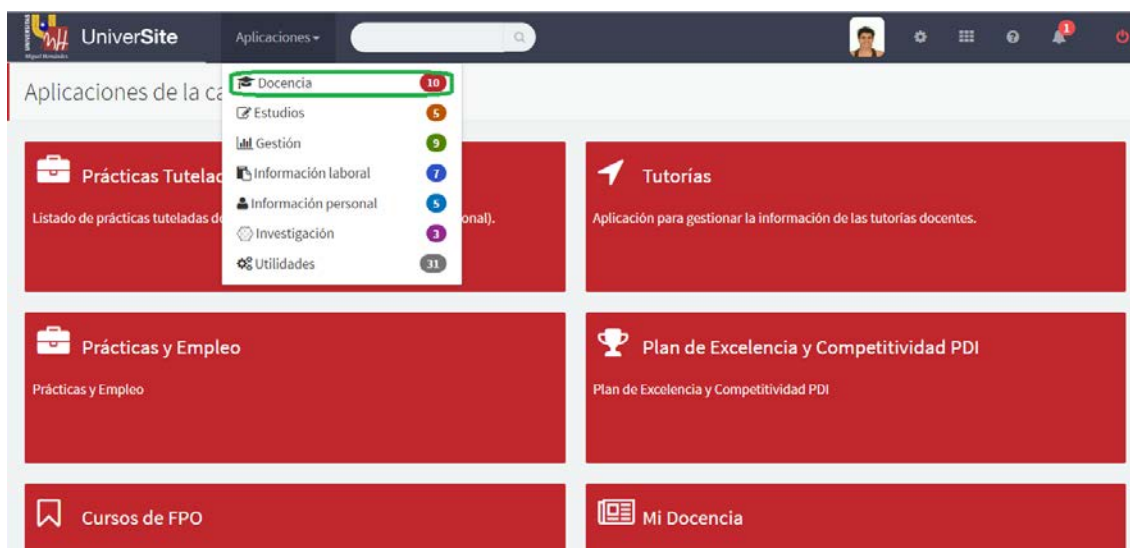 UNIVERSITAS
Miguel Hernández
UniverSite
Aplicaciones
1
Aplicaciones de la ca
Docencia 10
Estudios 5
Gestión 9
Información laboral 7
Información personal 5
Investigación 3
Utilidades 31
Prácticas Tutelad
Listado de prácticas tuteladas de
onal).
Tutorías
Aplicación para gestionar la información de las tutorías docentes.
Prácticas y Empleo
Prácticas y Empleo
Plan de Excelencia y Competitividad PDI
Plan de Excelencia y Competitividad PDI
Cursos de FPO
Mi Docencia